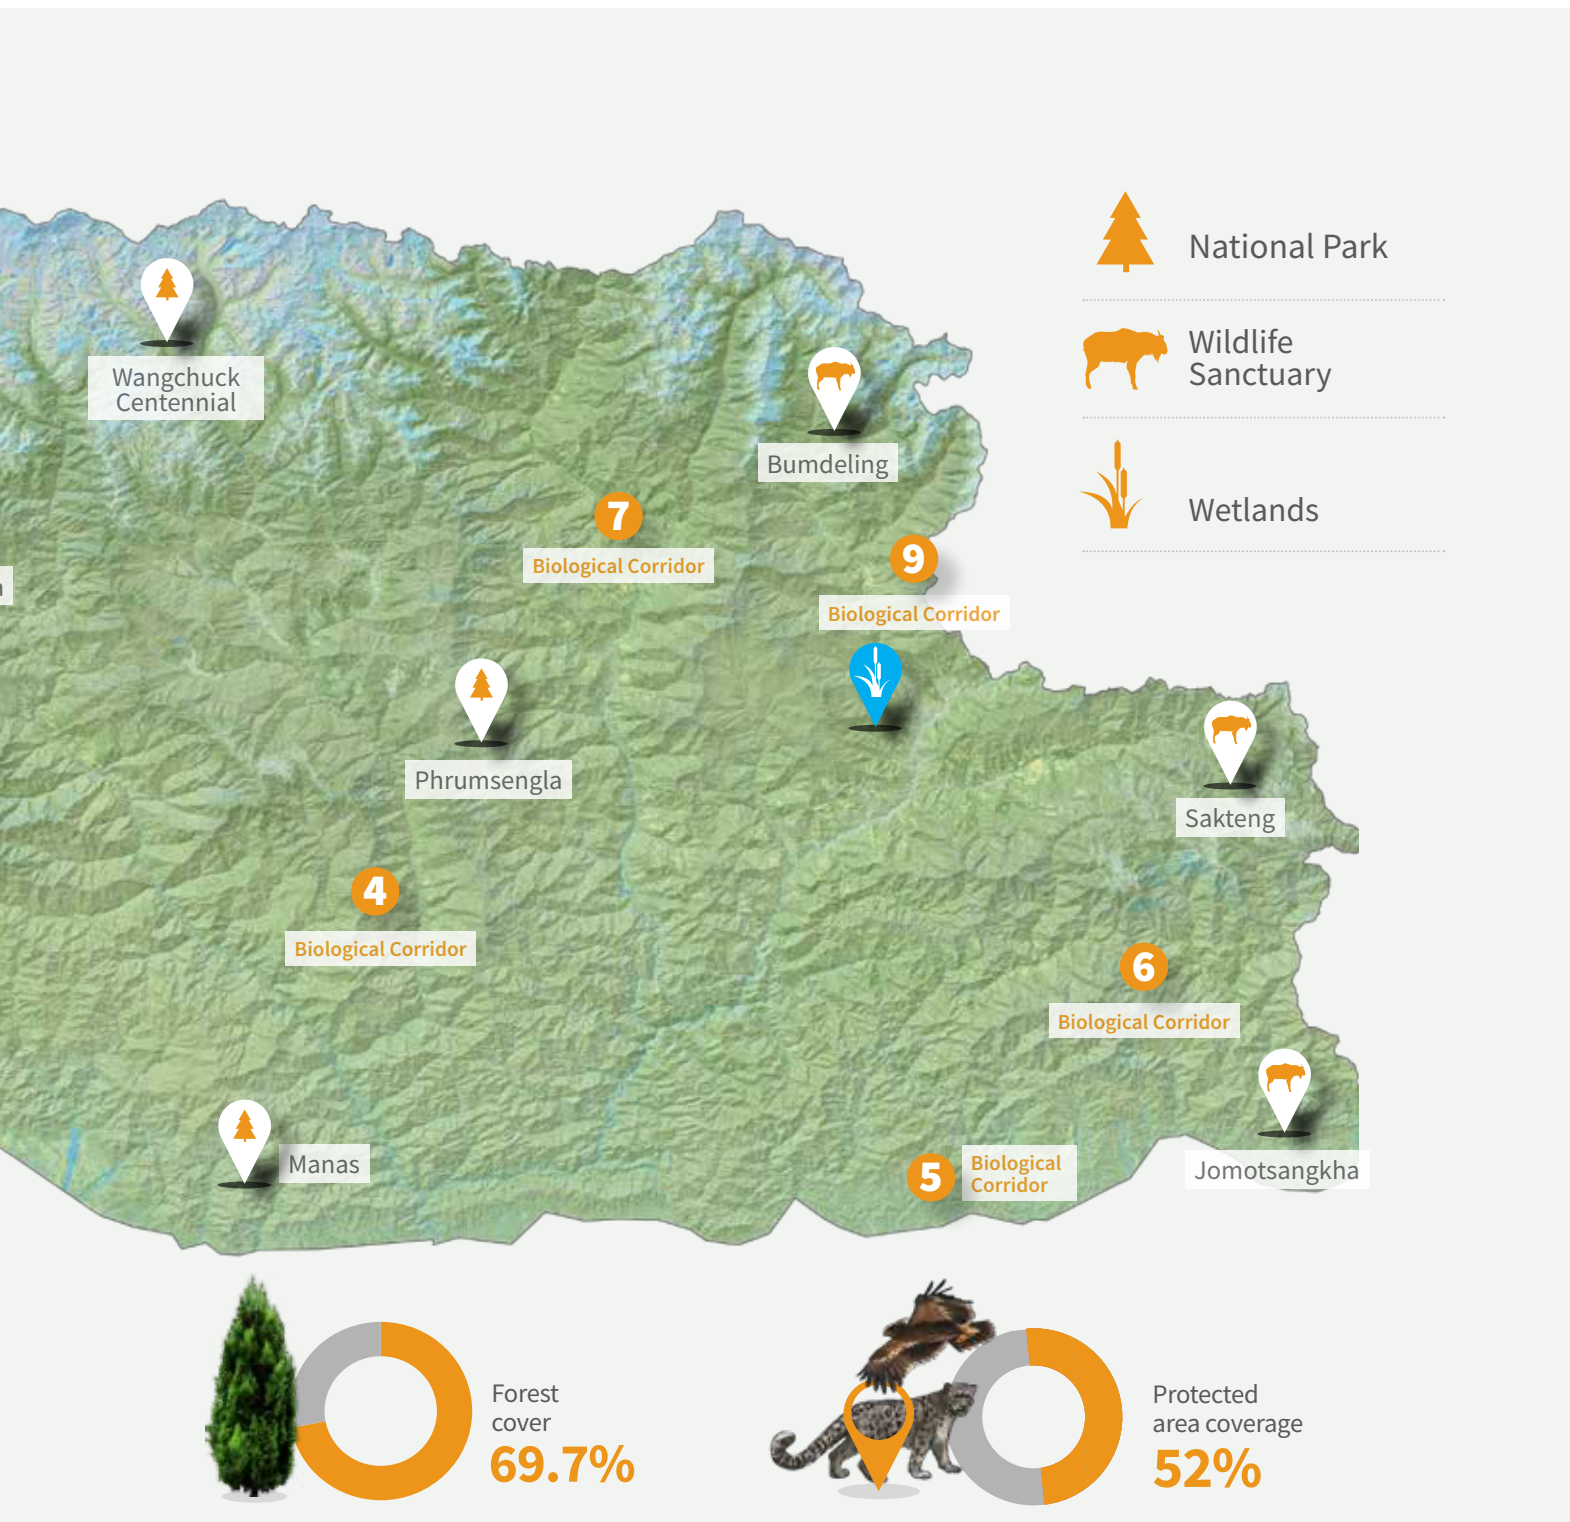 National Park
Wildlife
Sanctuary
Wetlands
Wangchuck
Centennial
Bumdeling
7
Biological Corridor
9
Biological Corridor
Phrumsengla
Sakteng
4
Biological Corridor
6
Biological Corridor
Manas
5
Biological
Corridor
Jomotsangkha
Forest
cover
69.7%
Protected
area coverage
52%